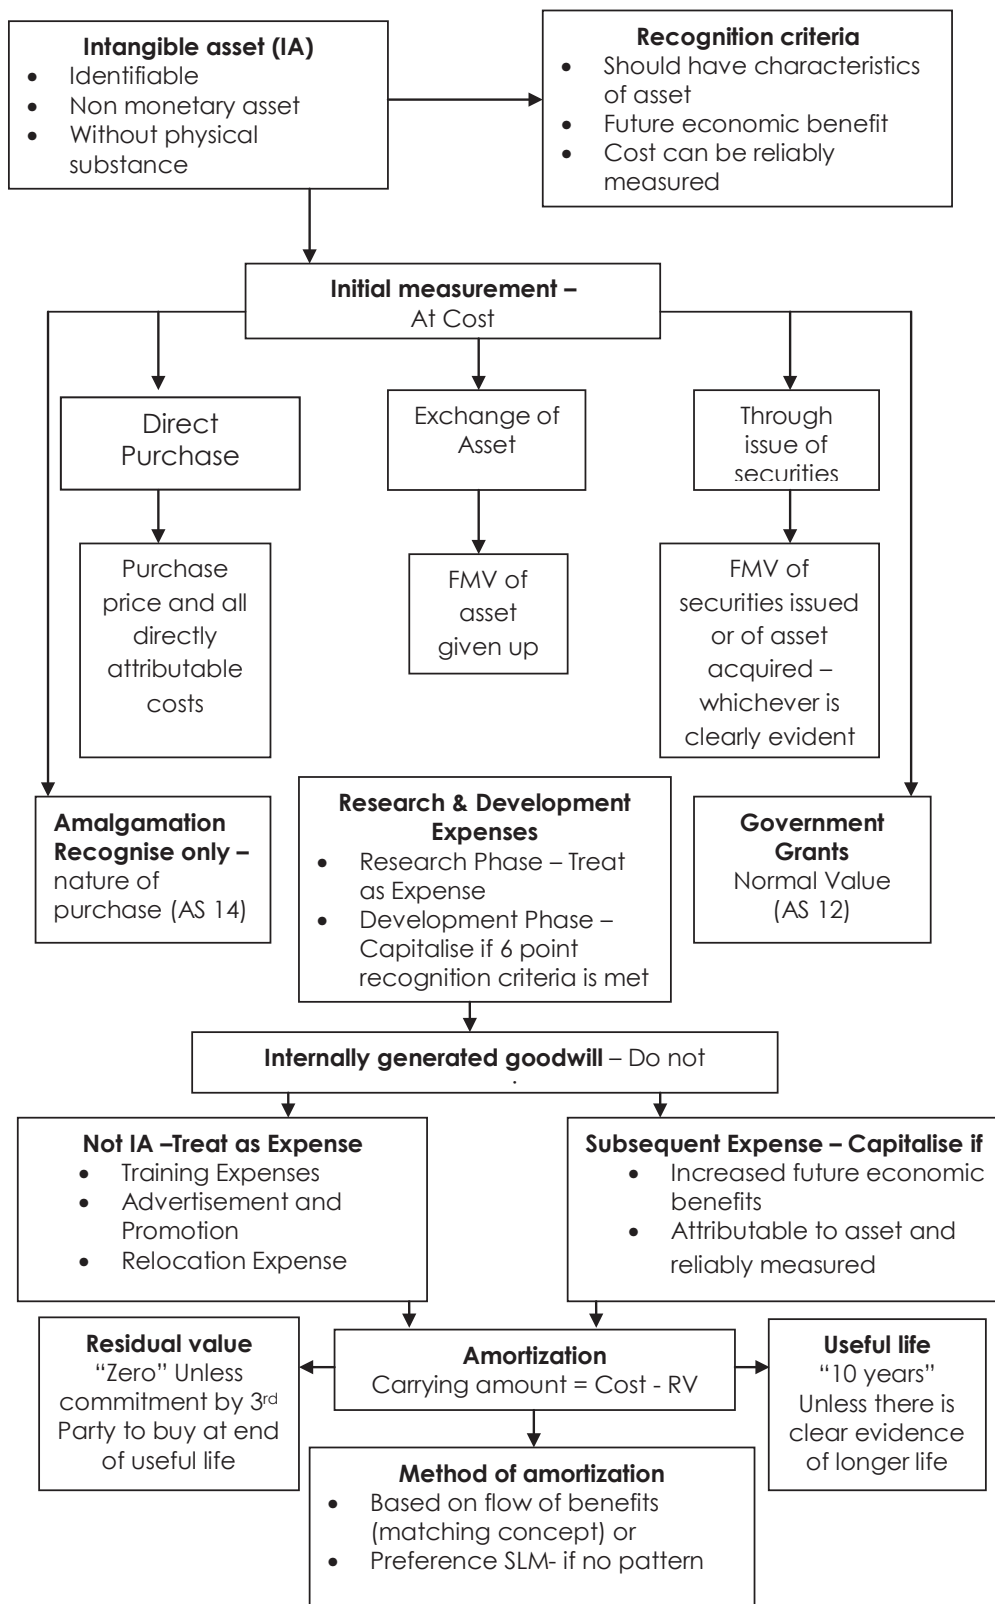 Intangible asset (IA)
• Identifiable
• Non monetary asset
• Without physical
substance
Recognition criteria
• Should have characteristics
of asset
• Future economic benefit
• Cost can be reliably
measured
Initial measurement –
At Cost
Direct
Purchase
Exchange of
Asset
Through
issue of
securities
Purchase
price and all
directly
attributable
costs
FMV of
asset
given up
FMV of
securities issued
or of asset
acquired –
whichever is
clearly evident
Amalgamation
Recognise only –
nature of
purchase (AS 14)
Research & Development
Expenses
• Research Phase – Treat
as Expense
• Development Phase –
Capitalise if 6 point
recognition criteria is met
Government
Grants
Normal Value
(AS 12)
Internally generated goodwill – Do not
Not IA –Treat as Expense
• Training Expenses
• Advertisement and
Promotion
• Relocation Expense
Subsequent Expense – Capitalise if
• Increased future economic
benefits
• Attributable to asset and
reliably measured
Residual value
“Zero” Unless
commitment by 3rd
Party to buy at end
of useful life
Amortization
Carrying amount = Cost - RV
Useful life
“10 years”
Unless there is
clear evidence
of longer life
Method of amortization
• Based on flow of benefits
(matching concept) or
• Preference SLM- if no pattern